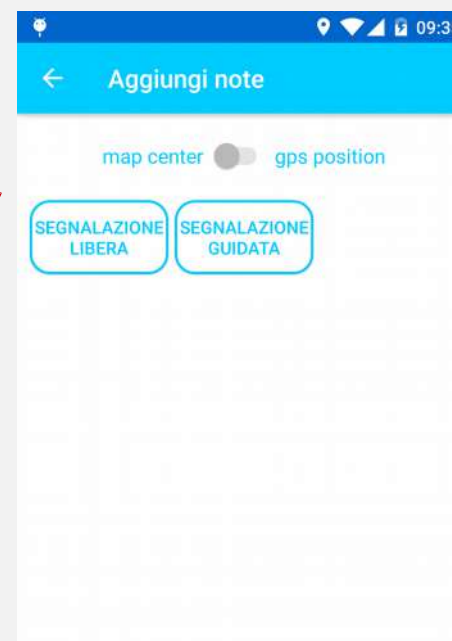 09:3
Aggiungi note
map center gps position
SEGNALAZIONE SEGNALAZIONE
LIBERA GUIDATA